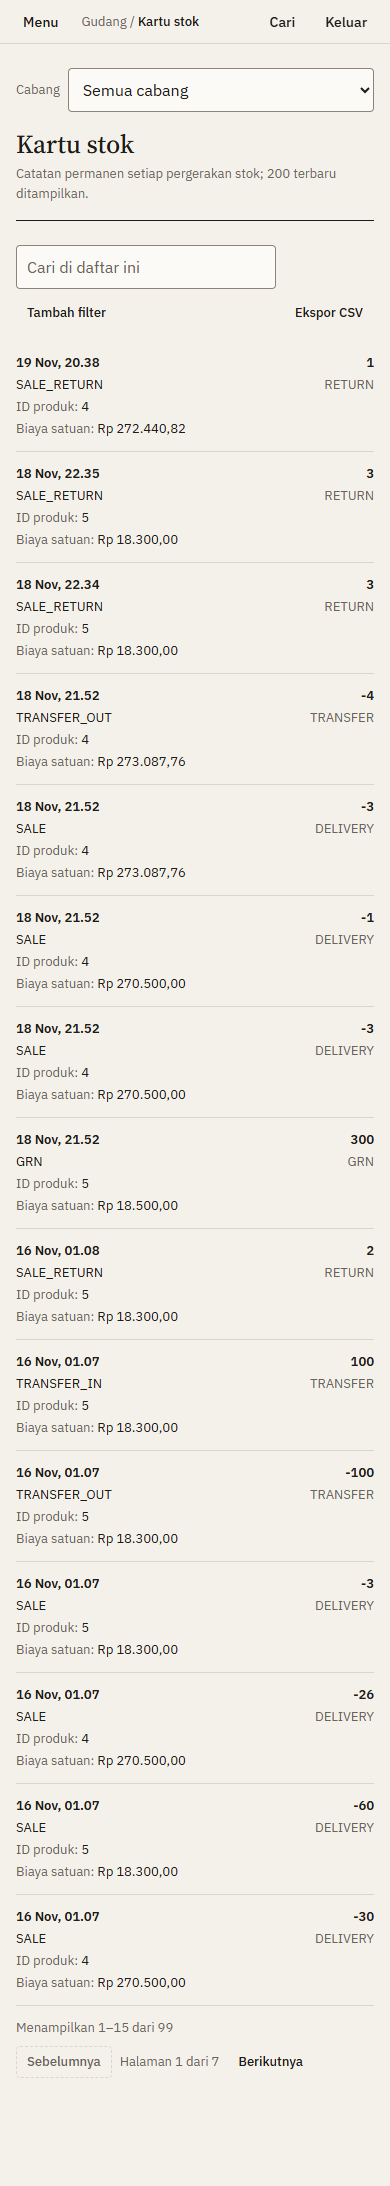 Menu Gudang / Kartu stok Cari Keluar
Cabang Semua cabang
Kartu stok
Catatan permanen setiap pergerakan stok; 200 terbaru
ditampilkan.
Cari di daftar ini
Tambah filter Ekspor CSV
19 Nov, 20.38 1
SALE_RETURN RETURN
ID produk: 4
Biaya satuan: Rp 272.440,82
18 Nov, 22.35 3
SALE_RETURN RETURN
ID produk: 5
Biaya satuan: Rp 18.300,00
18 Nov, 22.34 3
SALE_RETURN RETURN
ID produk: 5
Biaya satuan: Rp 18.300,00
18 Nov, 21.52 -4
TRANSFER_OUT TRANSFER
ID produk: 4
Biaya satuan: Rp 273.087,76
18 Nov, 21.52 -3
SALE DELIVERY
ID produk: 4
Biaya satuan: Rp 273.087,76
18 Nov, 21.52 -1
SALE DELIVERY
ID produk: 4
Biaya satuan: Rp 270.500,00
18 Nov, 21.52 -3
SALE DELIVERY
ID produk: 4
Biaya satuan: Rp 270.500,00
18 Nov, 21.52 300
GRN GRN
ID produk: 5
Biaya satuan: Rp 18.500,00
16 Nov, 01.08 2
SALE_RETURN RETURN
ID produk: 5
Biaya satuan: Rp 18.300,00
16 Nov, 01.07 100
TRANSFER_IN TRANSFER
ID produk: 5
Biaya satuan: Rp 18.300,00
16 Nov, 01.07 -100
TRANSFER_OUT TRANSFER
ID produk: 5
Biaya satuan: Rp 18.300,00
16 Nov, 01.07 -3
SALE DELIVERY
ID produk: 5
Biaya satuan: Rp 18.300,00
16 Nov, 01.07 -26
SALE DELIVERY
ID produk: 4
Biaya satuan: Rp 270.500,00
16 Nov, 01.07 -60
SALE DELIVERY
ID produk: 5
Biaya satuan: Rp 18.300,00
16 Nov, 01.07 -30
SALE DELIVERY
ID produk: 4
Biaya satuan: Rp 270.500,00
Menampilkan 1–15 dari 99
Sebelumnya Halaman 1 dari 7 Berikutnya